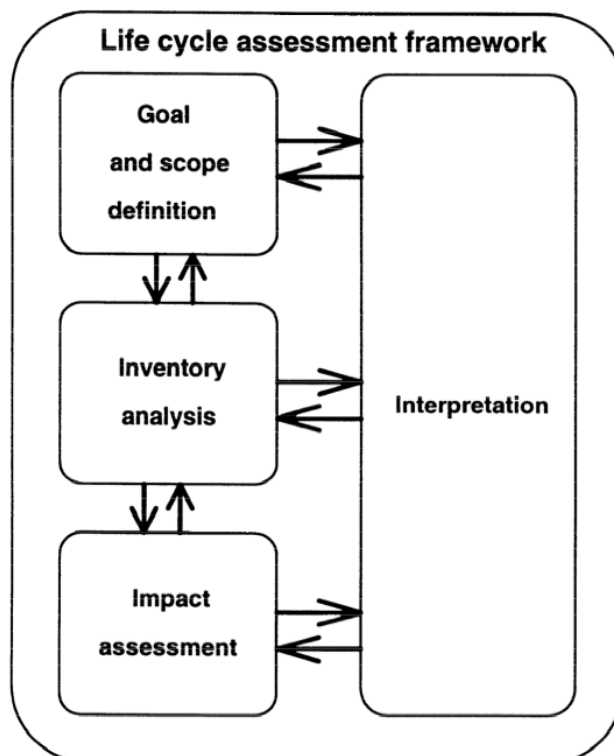 Life cycle assessment framework
Goal
and scope
definition
Inventory
analysis
Interpretation
Impact
assessment